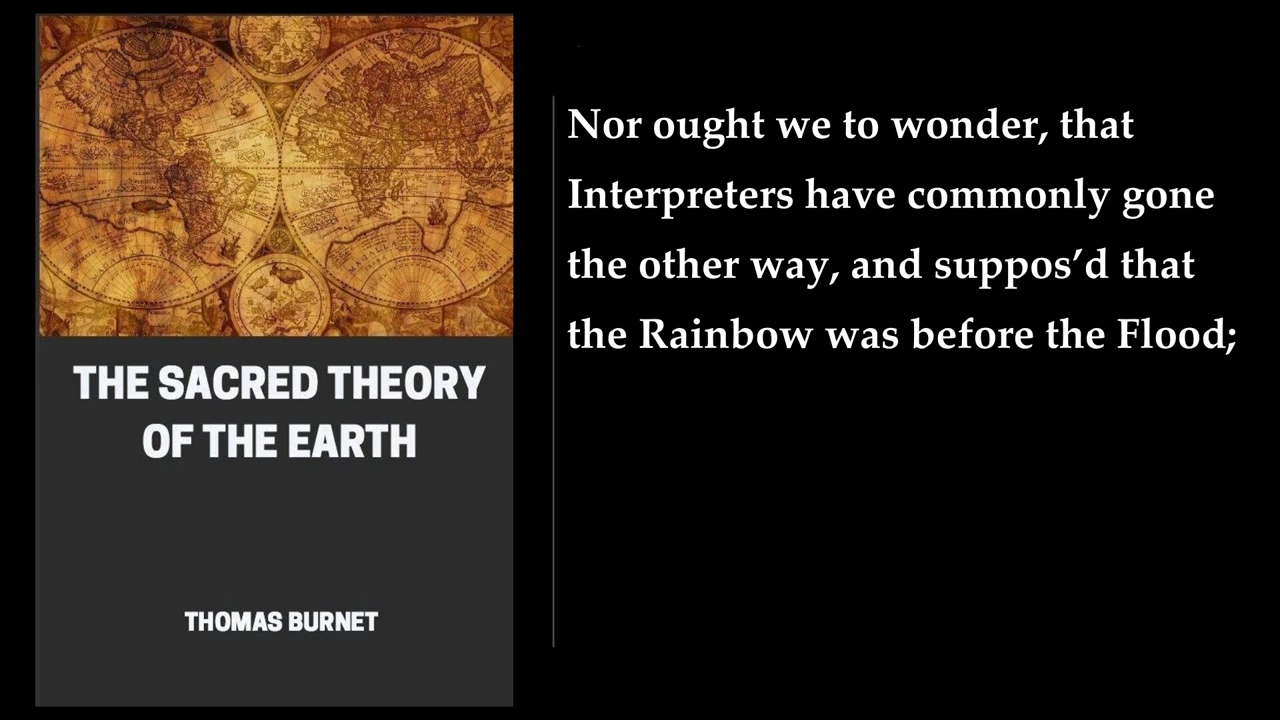 THE SACRED THEORY
OF THE EARTH
THOMAS BURNET
Nor ought we to wonder, that
Interpreters have commonly gone
the other way, and suppos’d that
the Rainbow was before the Flood;